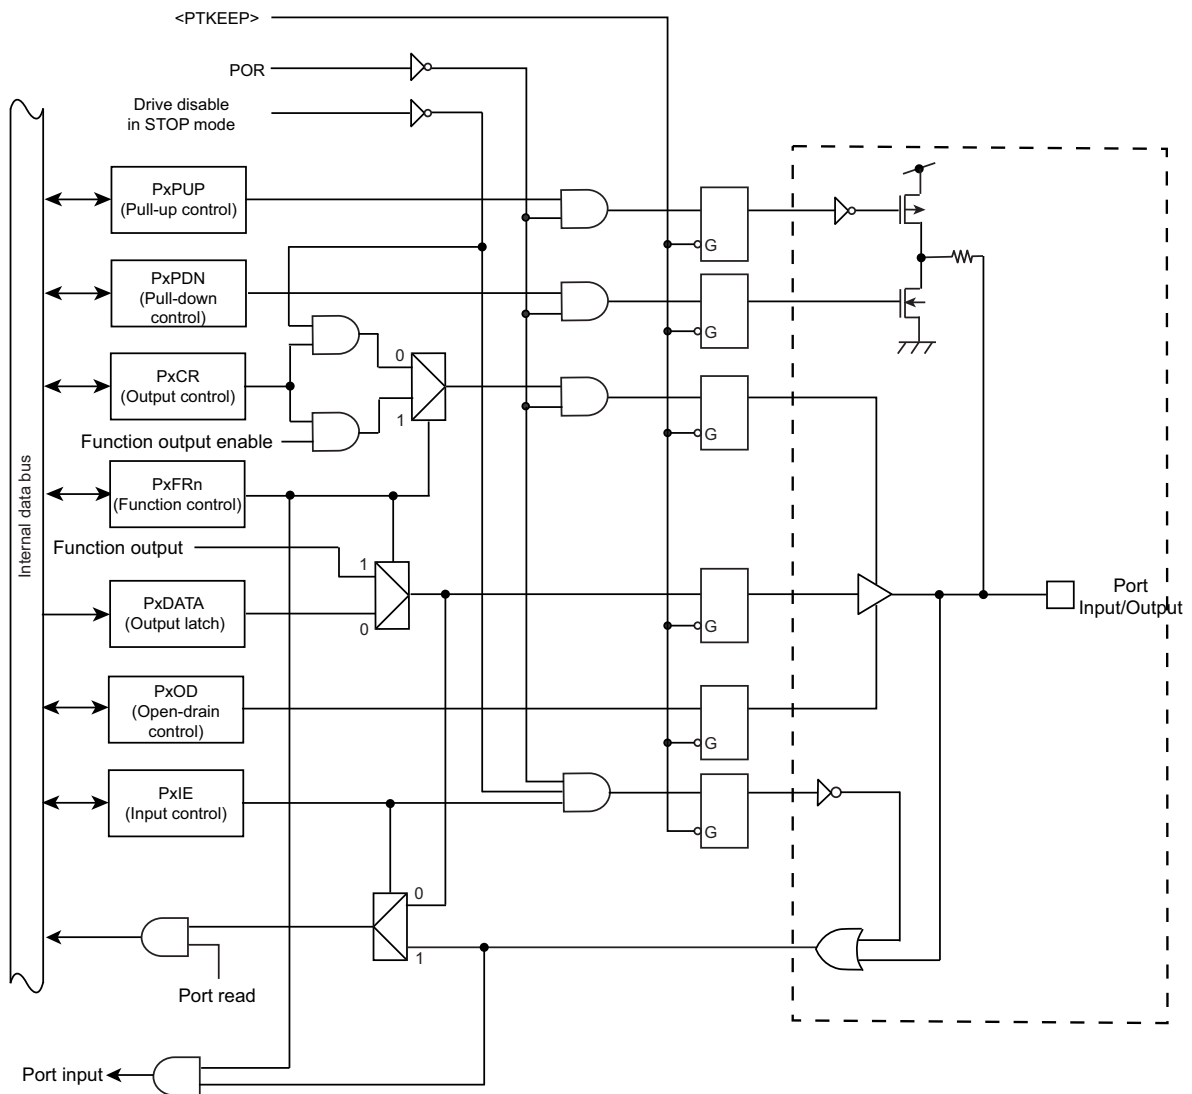 <PTKEEP>
POR
Drive disable
in STOP mode
PxPUP
(Pull-up control)
G
PxPDN
(Pull-down
control)
G
PxCR
(Output control)
0
1
G
Function output enable
Internal data bus
PxFRn
(Function control)
Function output
1
0
PxDATA
(Output latch)
G
Port
Input/Output
PxOD
(Open-drain
control)
G
PxIE
(Input control)
G
0
1
Port read
Port input